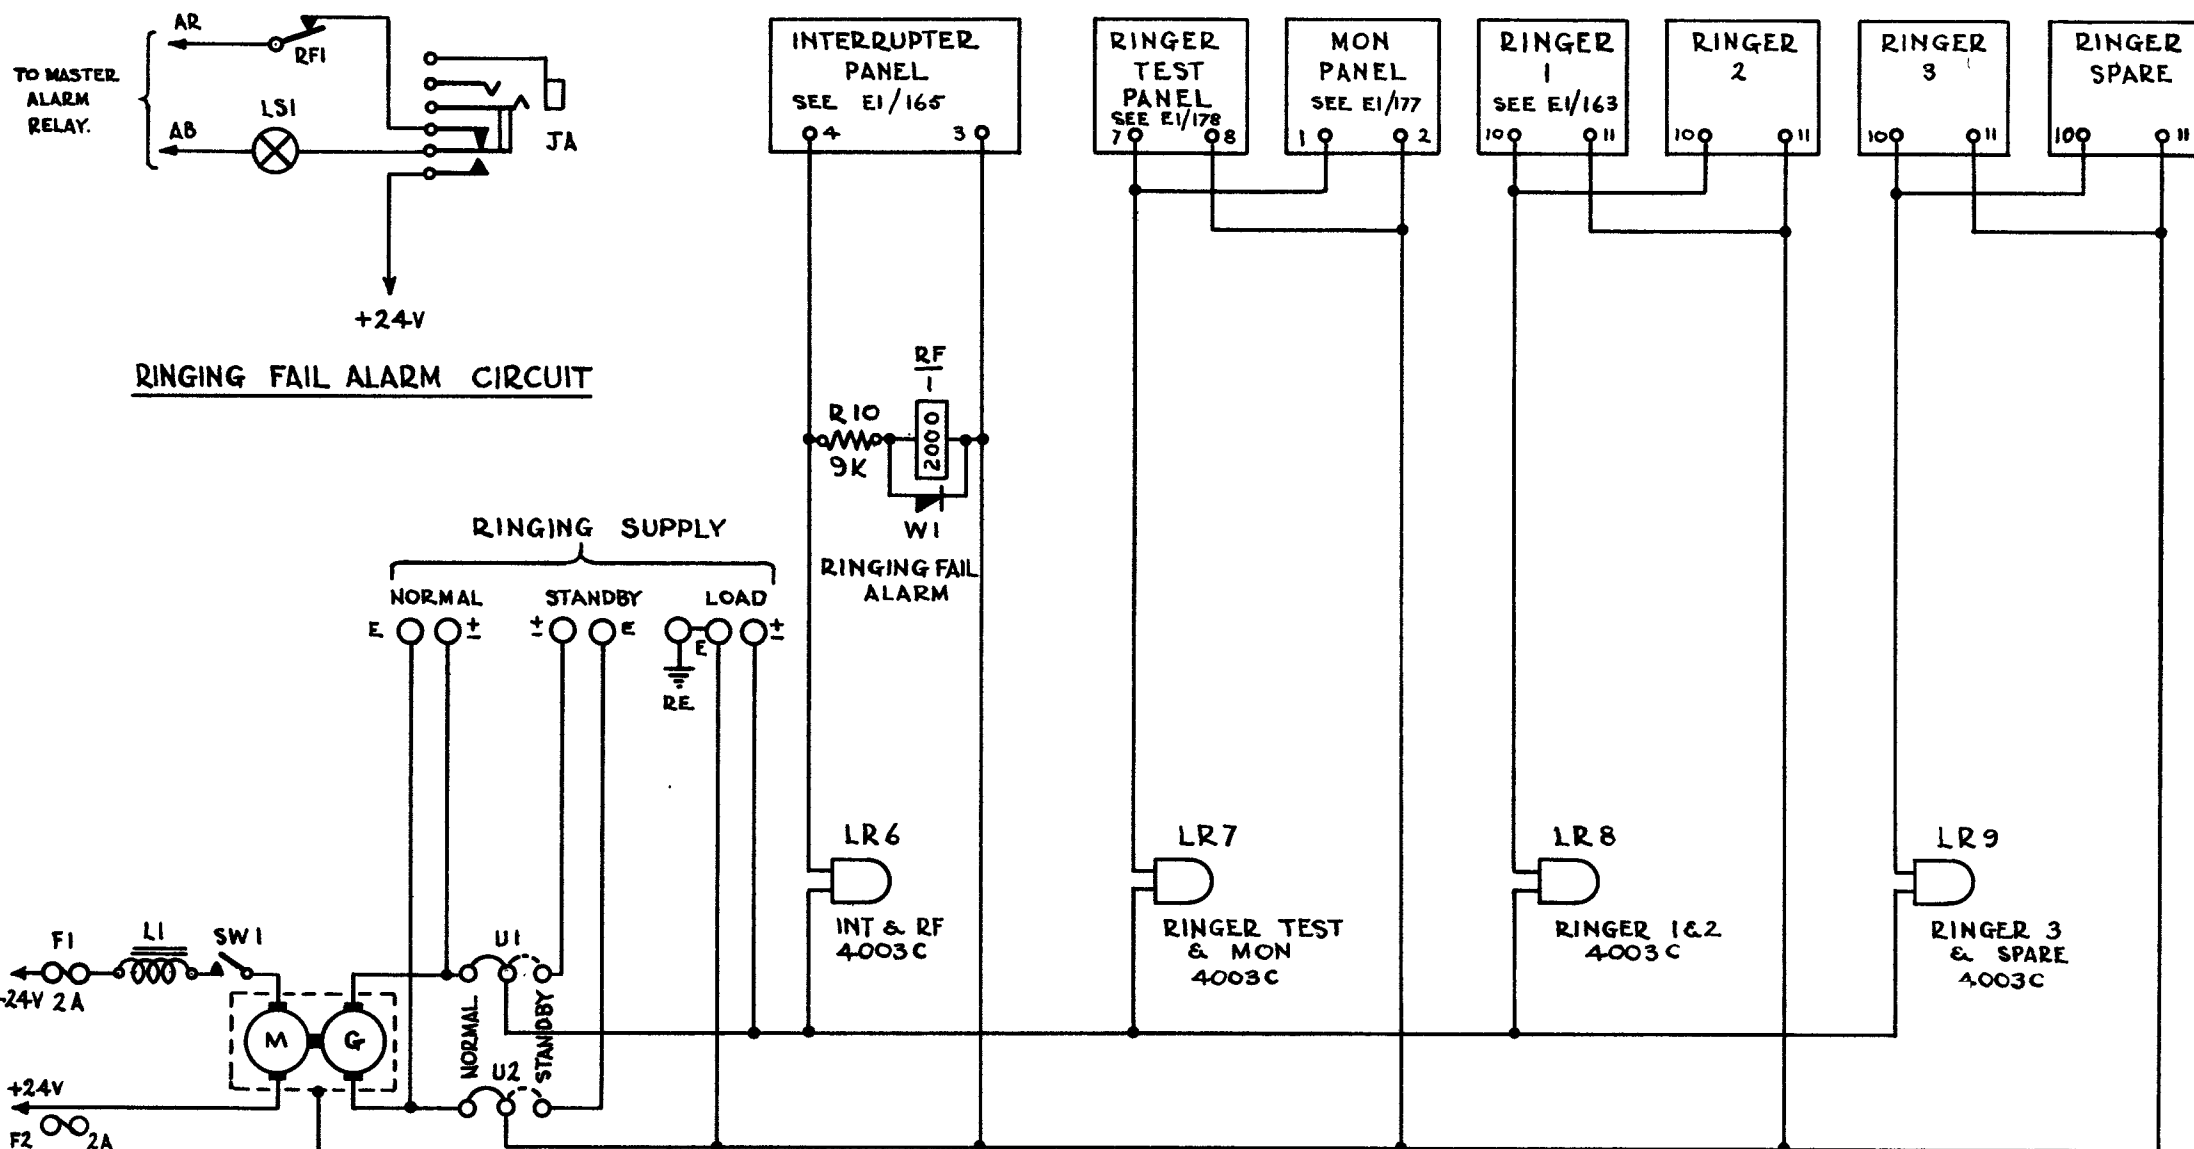 AR
RF1
TO MASTER
ALARM
RELAY.
LS1
AB
JA
+24V
RINGING FAIL ALARM CIRCUIT
INTERRUPTER
PANEL
SEE E1/165
4 3
RINGER
TEST
PANEL
SEE E1/178
7 8
MON
PANEL
SEE E1/177
1 2
RINGER
1
SEE E1/163
10 11
RINGER
2
10 11
RINGER
3
10 11
RINGER
SPARE
10 11
RF
1
R10
9K
2000
W1
RINGING FAIL
ALARM
RINGING SUPPLY
NORMAL STANDBY LOAD
E ± ± E E ±
RE
LR6
INT & RF
4003C
LR7
RINGER TEST
& MON
4003C
LR8
RINGER 1&2
4003C
LR9
RINGER 3
& SPARE
4003C
F1 L1 SW1
-24V 2A
M G
U1
NORMAL
STANDBY
U2
+24V
F2 2A